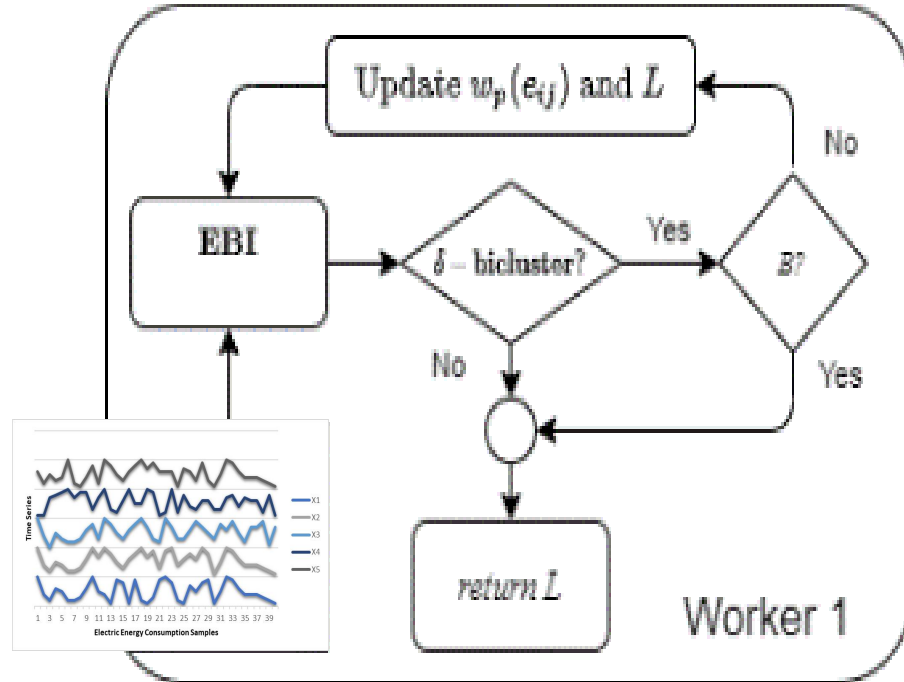 Update wₚ(eᵢⱼ) and L
No
EBI
δ – bicluster?
Yes
B?
No
Yes
Time Series
X1
X2
X3
X4
X5
1 3 5 7 9 11 13 15 17 19 21 23 25 27 29 31 33 35 37 39
Electric Energy Consumption Samples
return L
Worker 1